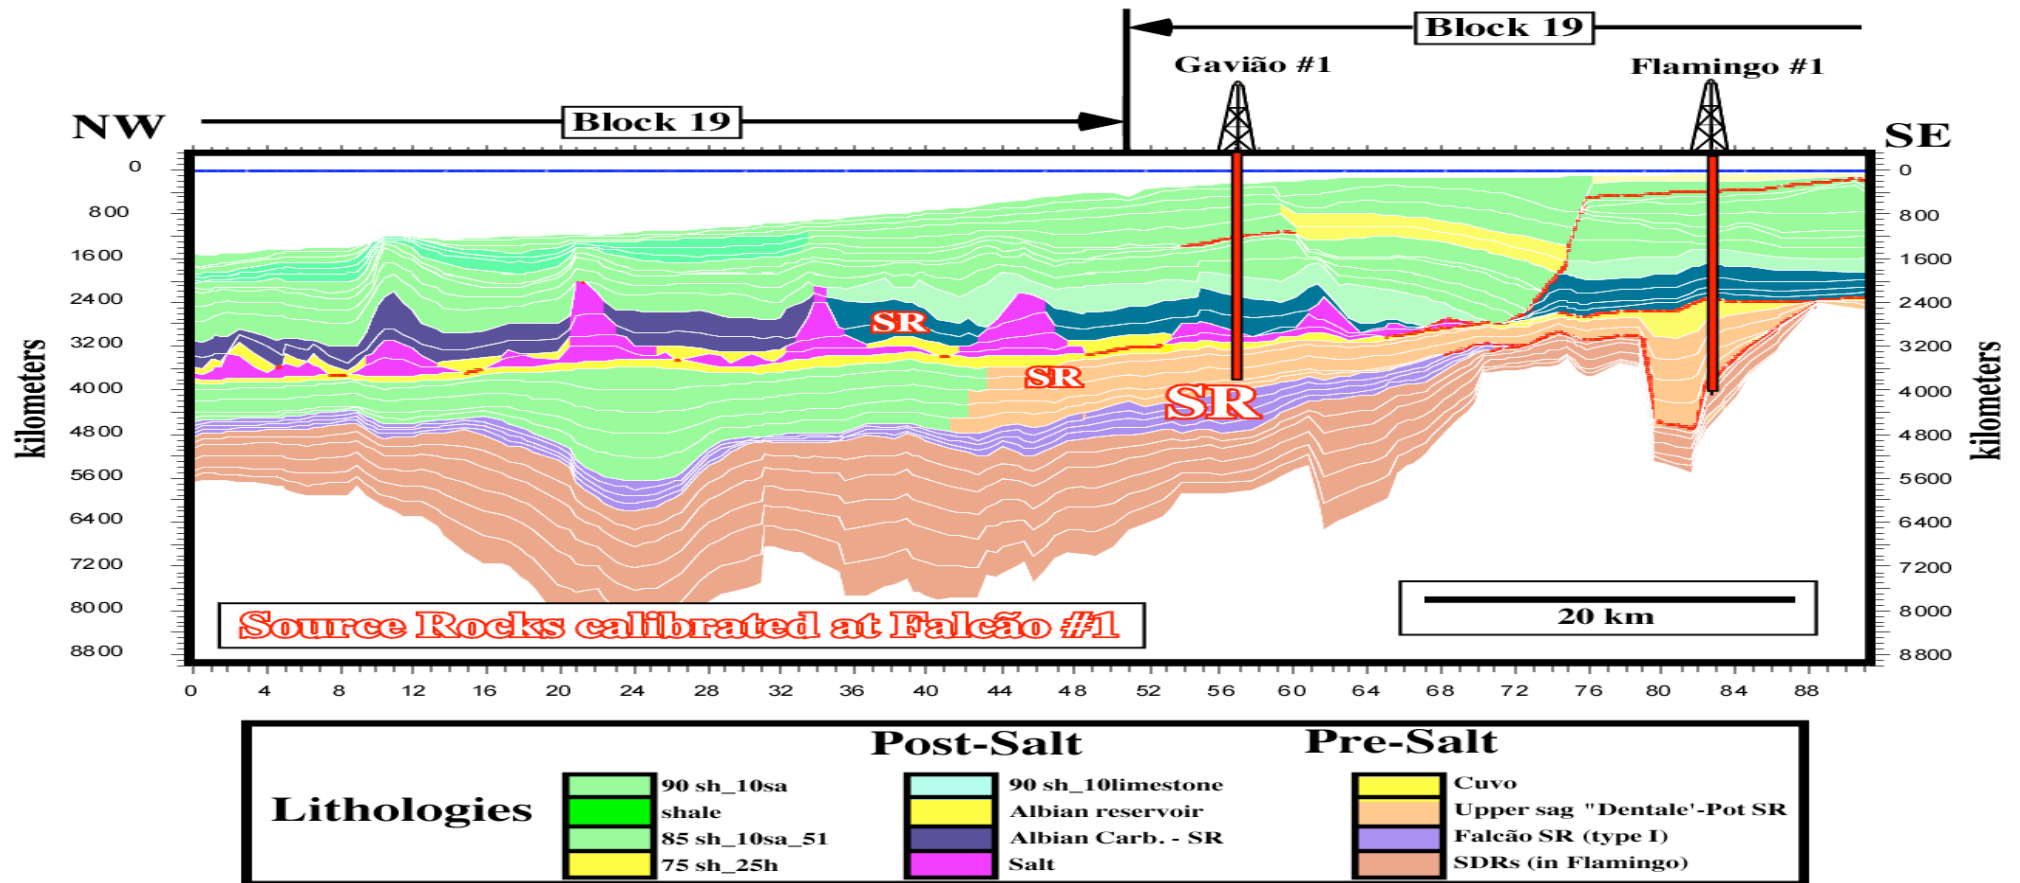 Block 19
Gavião #1
Flamingo #1
Block 19
NW
SE
0
800
1600
2400
3200
4000
4800
5600
6400
7200
8000
8800
kilometers
0
800
1600
2400
3200
4000
4800
5600
6400
7200
8000
8800
kilometers
SR
SR
SR
Source Rocks calibrated at Falcão #1
20 km
0 4 8 12 16 20 24 28 32 36 40 44 48 52 56 60 64 68 72 76 80 84 88
Post-Salt
Pre-Salt
Lithologies
90 sh_10sa
shale
85 sh_10sa_51
75 sh_25h
90 sh_10limestone
Albian reservoir
Albian Carb. - SR
Salt
Cuvo
Upper sag "Dentale'-Pot SR
Falcão SR (type I)
SDRs (in Flamingo)